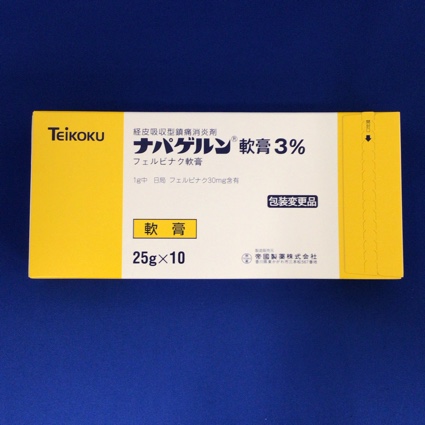 TEIKOKU
経皮吸収型鎮痛消炎剤
ナパゲルン®軟膏3%
フェルビナク軟膏
1g中 日局 フェルビナク30mg含有
包装変更品
軟膏
25g×10
帝國製薬株式会社